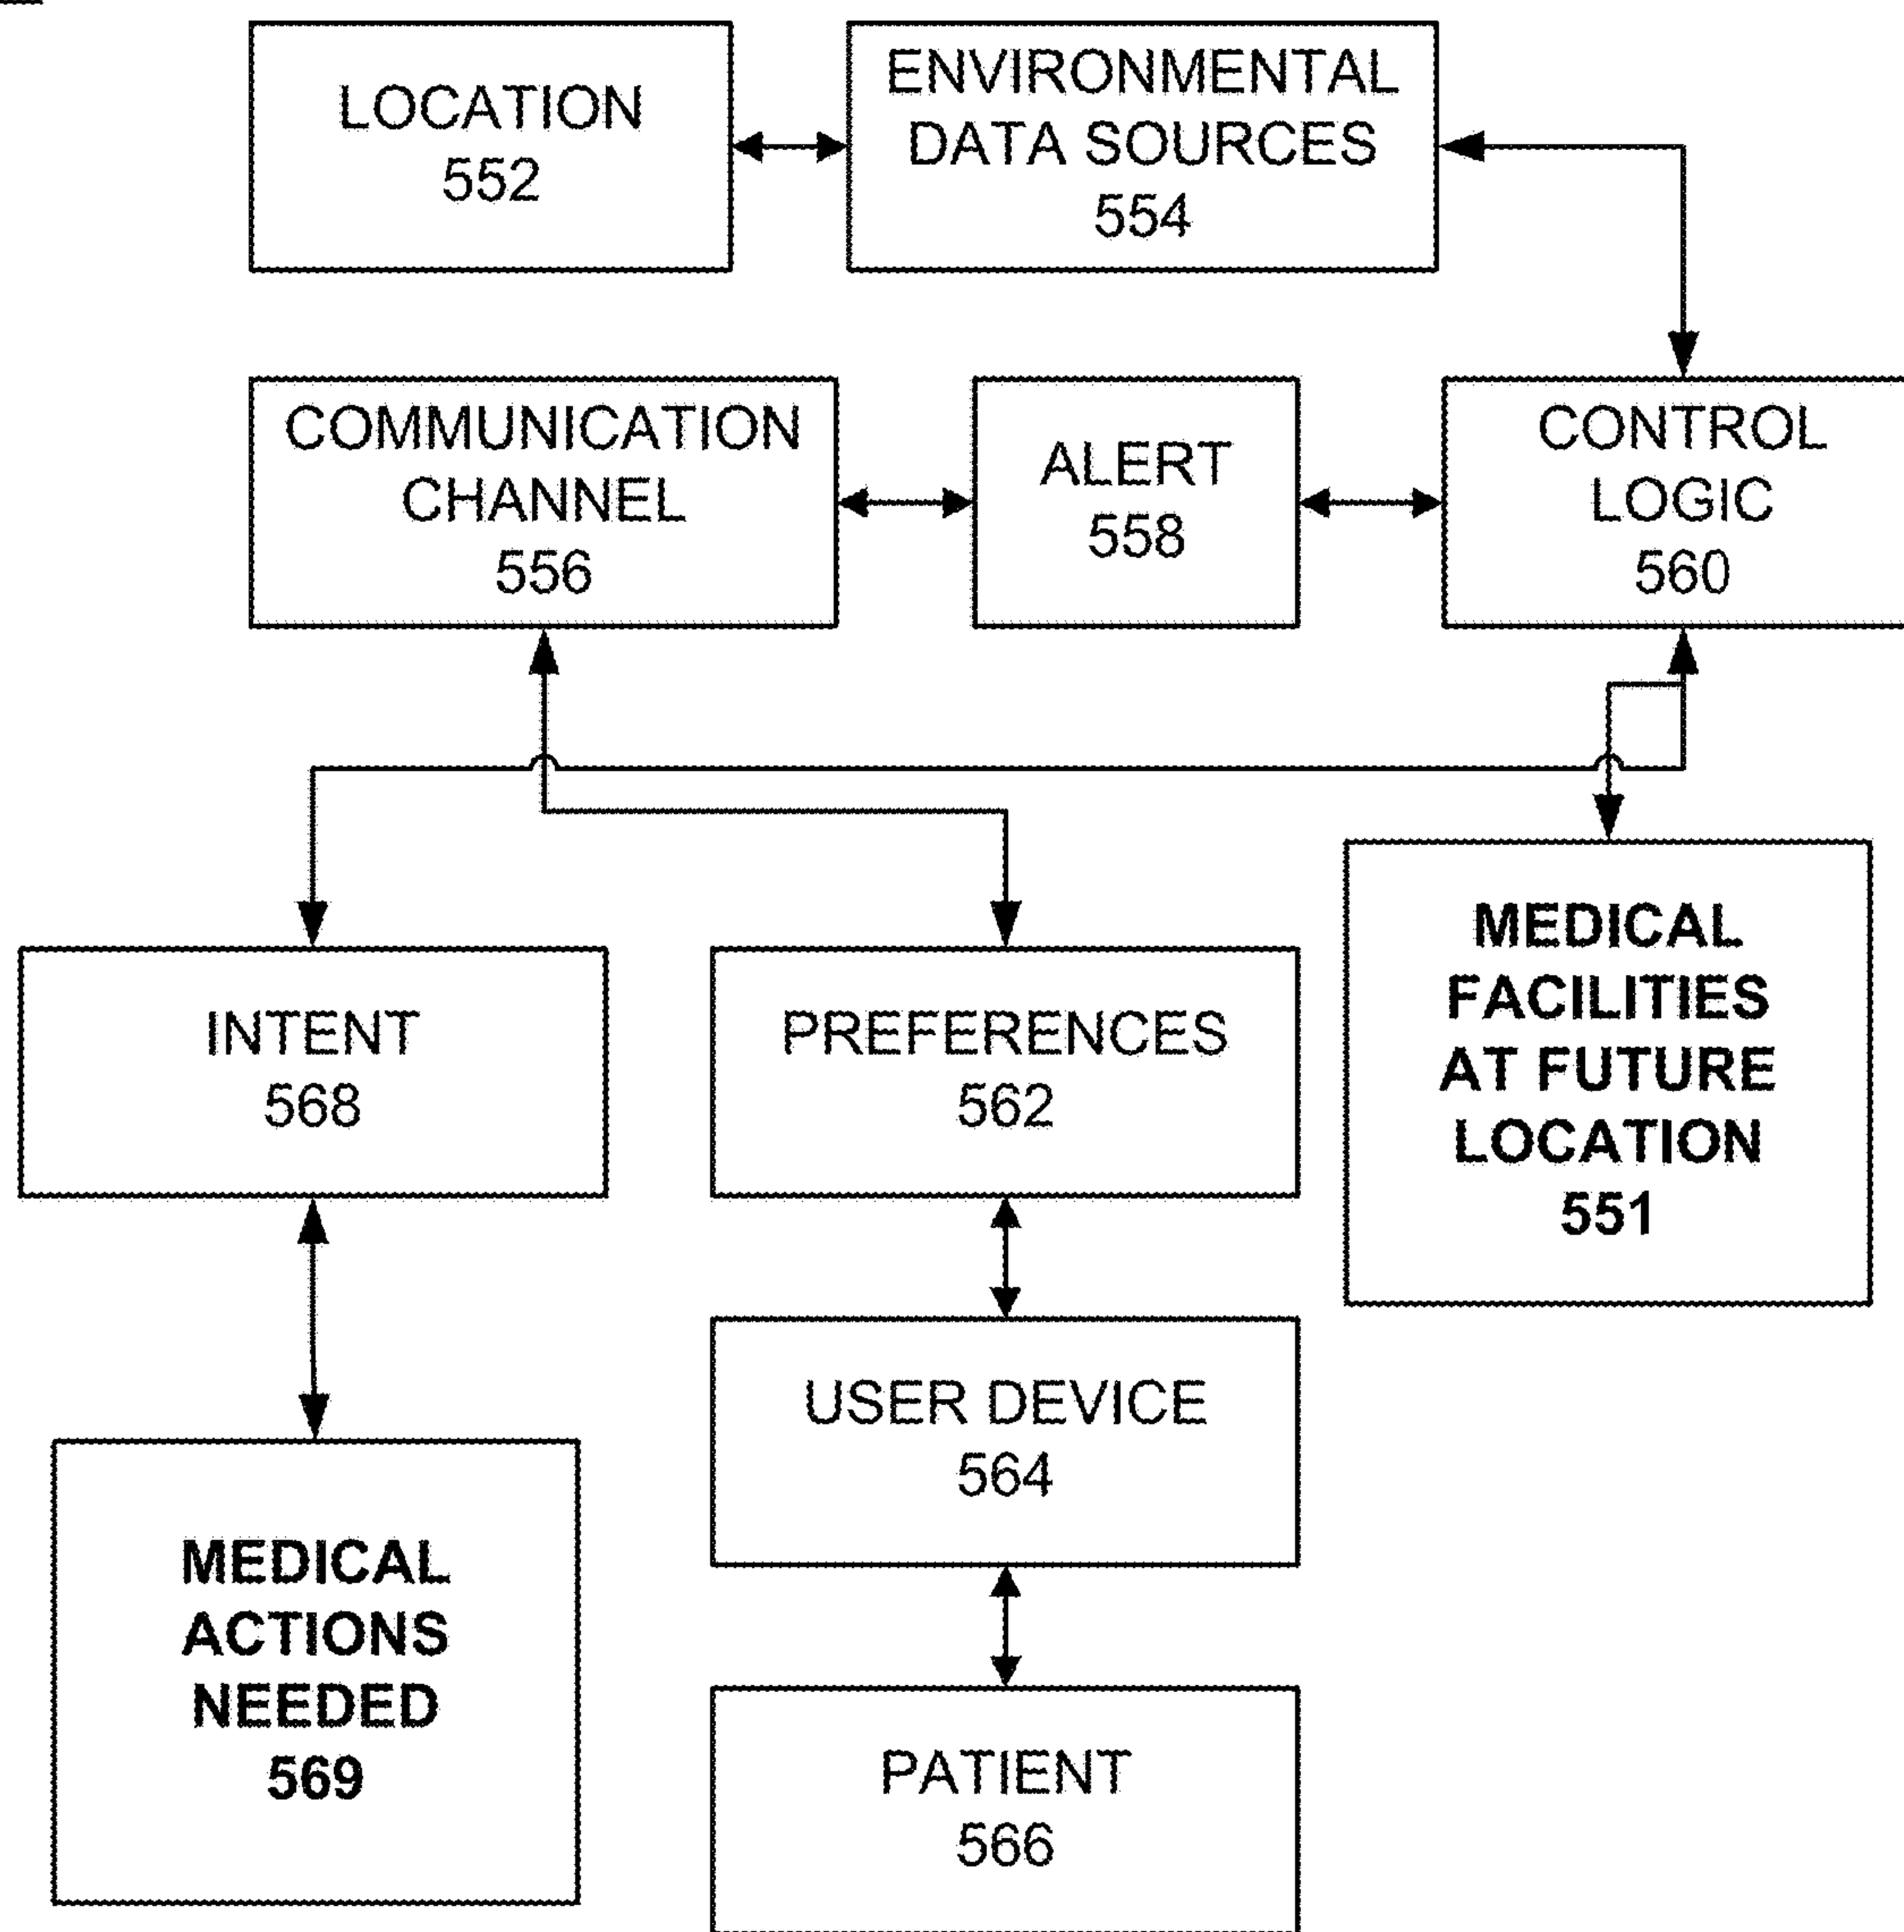 LOCATION
552
ENVIRONMENTAL
DATA SOURCES
554
COMMUNICATION
CHANNEL
556
ALERT
558
CONTROL
LOGIC
560
INTENT
568
PREFERENCES
562
MEDICAL
FACILITIES
AT FUTURE
LOCATION
551
USER DEVICE
564
MEDICAL
ACTIONS
NEEDED
569
PATIENT
566